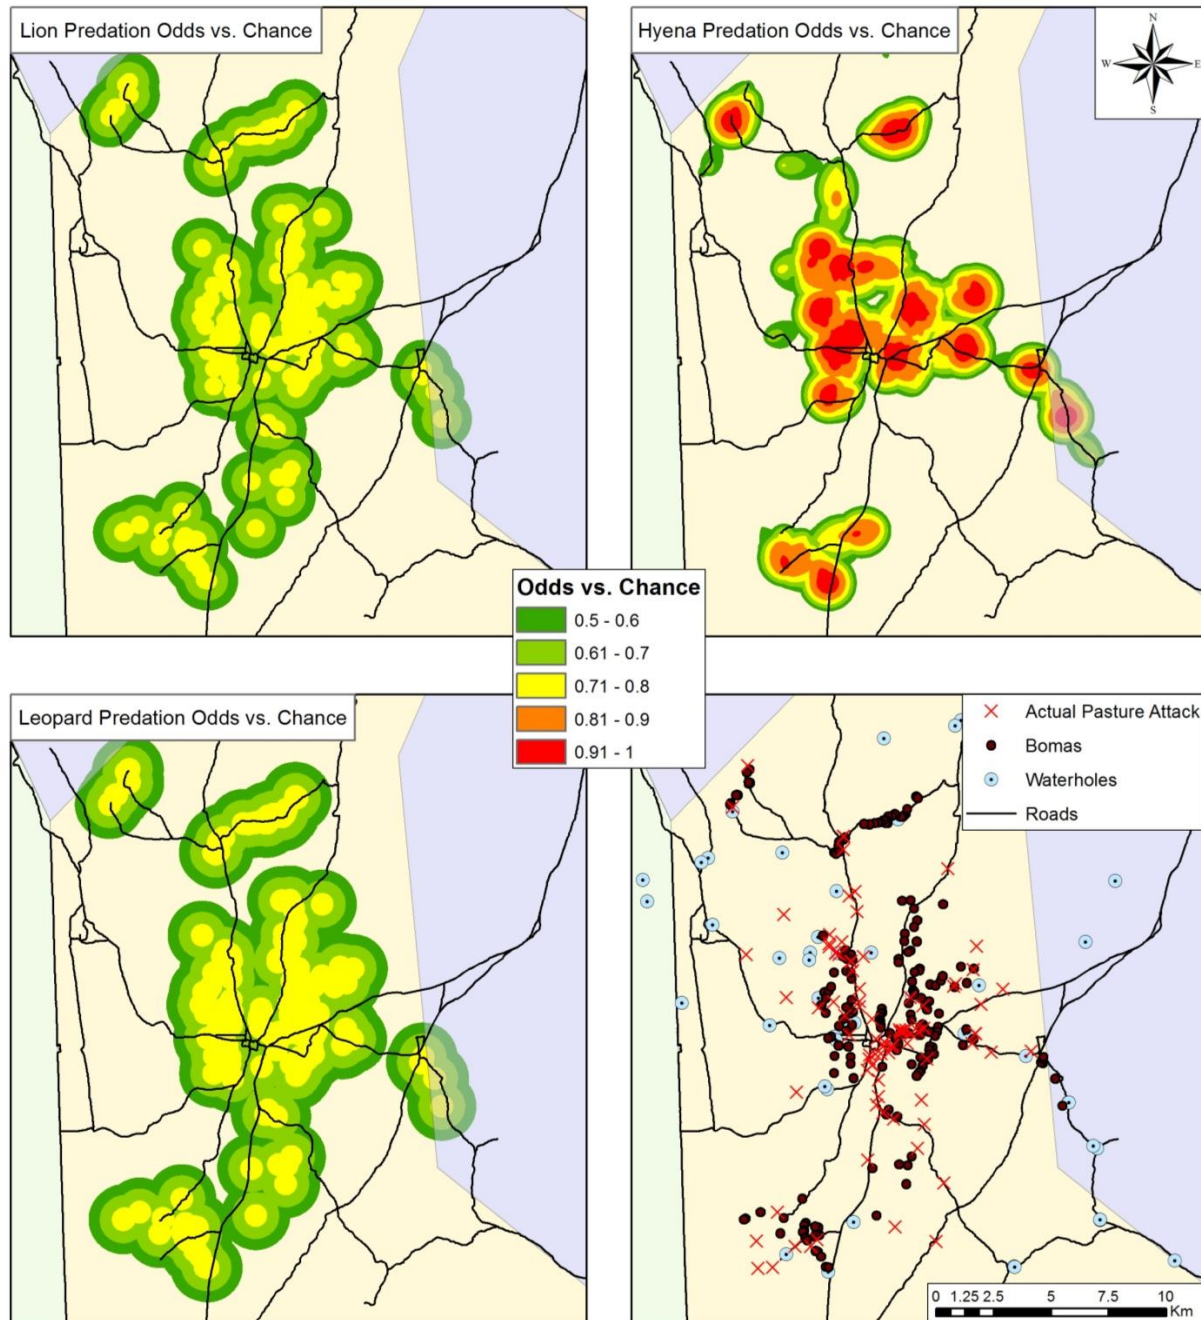 Lion Predation Odds vs. Chance
Hyena Predation Odds vs. Chance
N
W
E
S
Odds vs. Chance
0.5 - 0.6
0.61 - 0.7
0.71 - 0.8
0.81 - 0.9
0.91 - 1
Leopard Predation Odds vs. Chance
Actual Pasture Attack
Bomas
Waterholes
Roads
0 1.25 2.5 5 7.5 10
Km